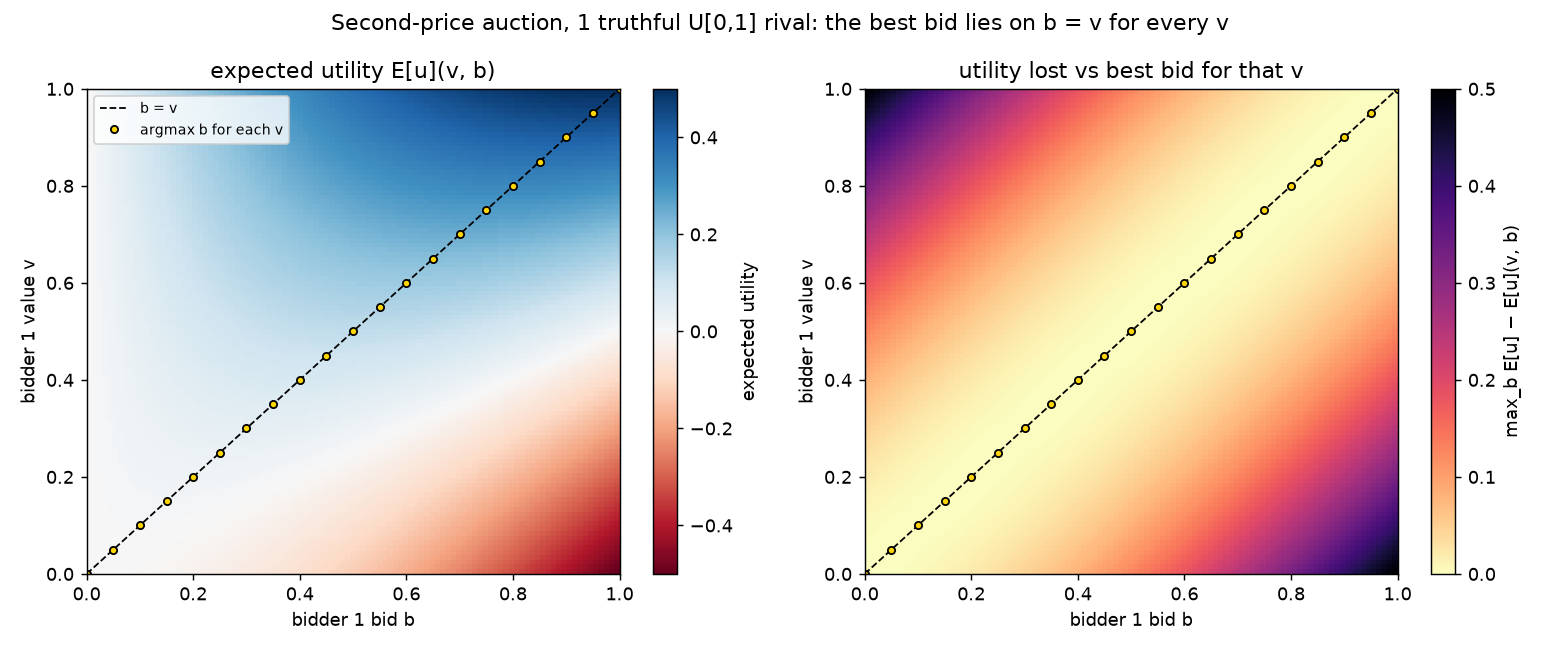 Second-price auction, 1 truthful U[0,1] rival: the best bid lies on b = v for every v
expected utility E[u](v, b)
b = v
argmax b for each v
bidder 1 value v
1.0
0.8
0.6
0.4
0.2
0.0
0.0 0.2 0.4 0.6 0.8 1.0
bidder 1 bid b
0.4
0.2
0.0
−0.2
−0.4
expected utility
utility lost vs best bid for that v
bidder 1 value v
1.0
0.8
0.6
0.4
0.2
0.0
0.0 0.2 0.4 0.6 0.8 1.0
bidder 1 bid b
0.5
0.4
0.3
0.2
0.1
0.0
max_b E[u] − E[u](v, b)